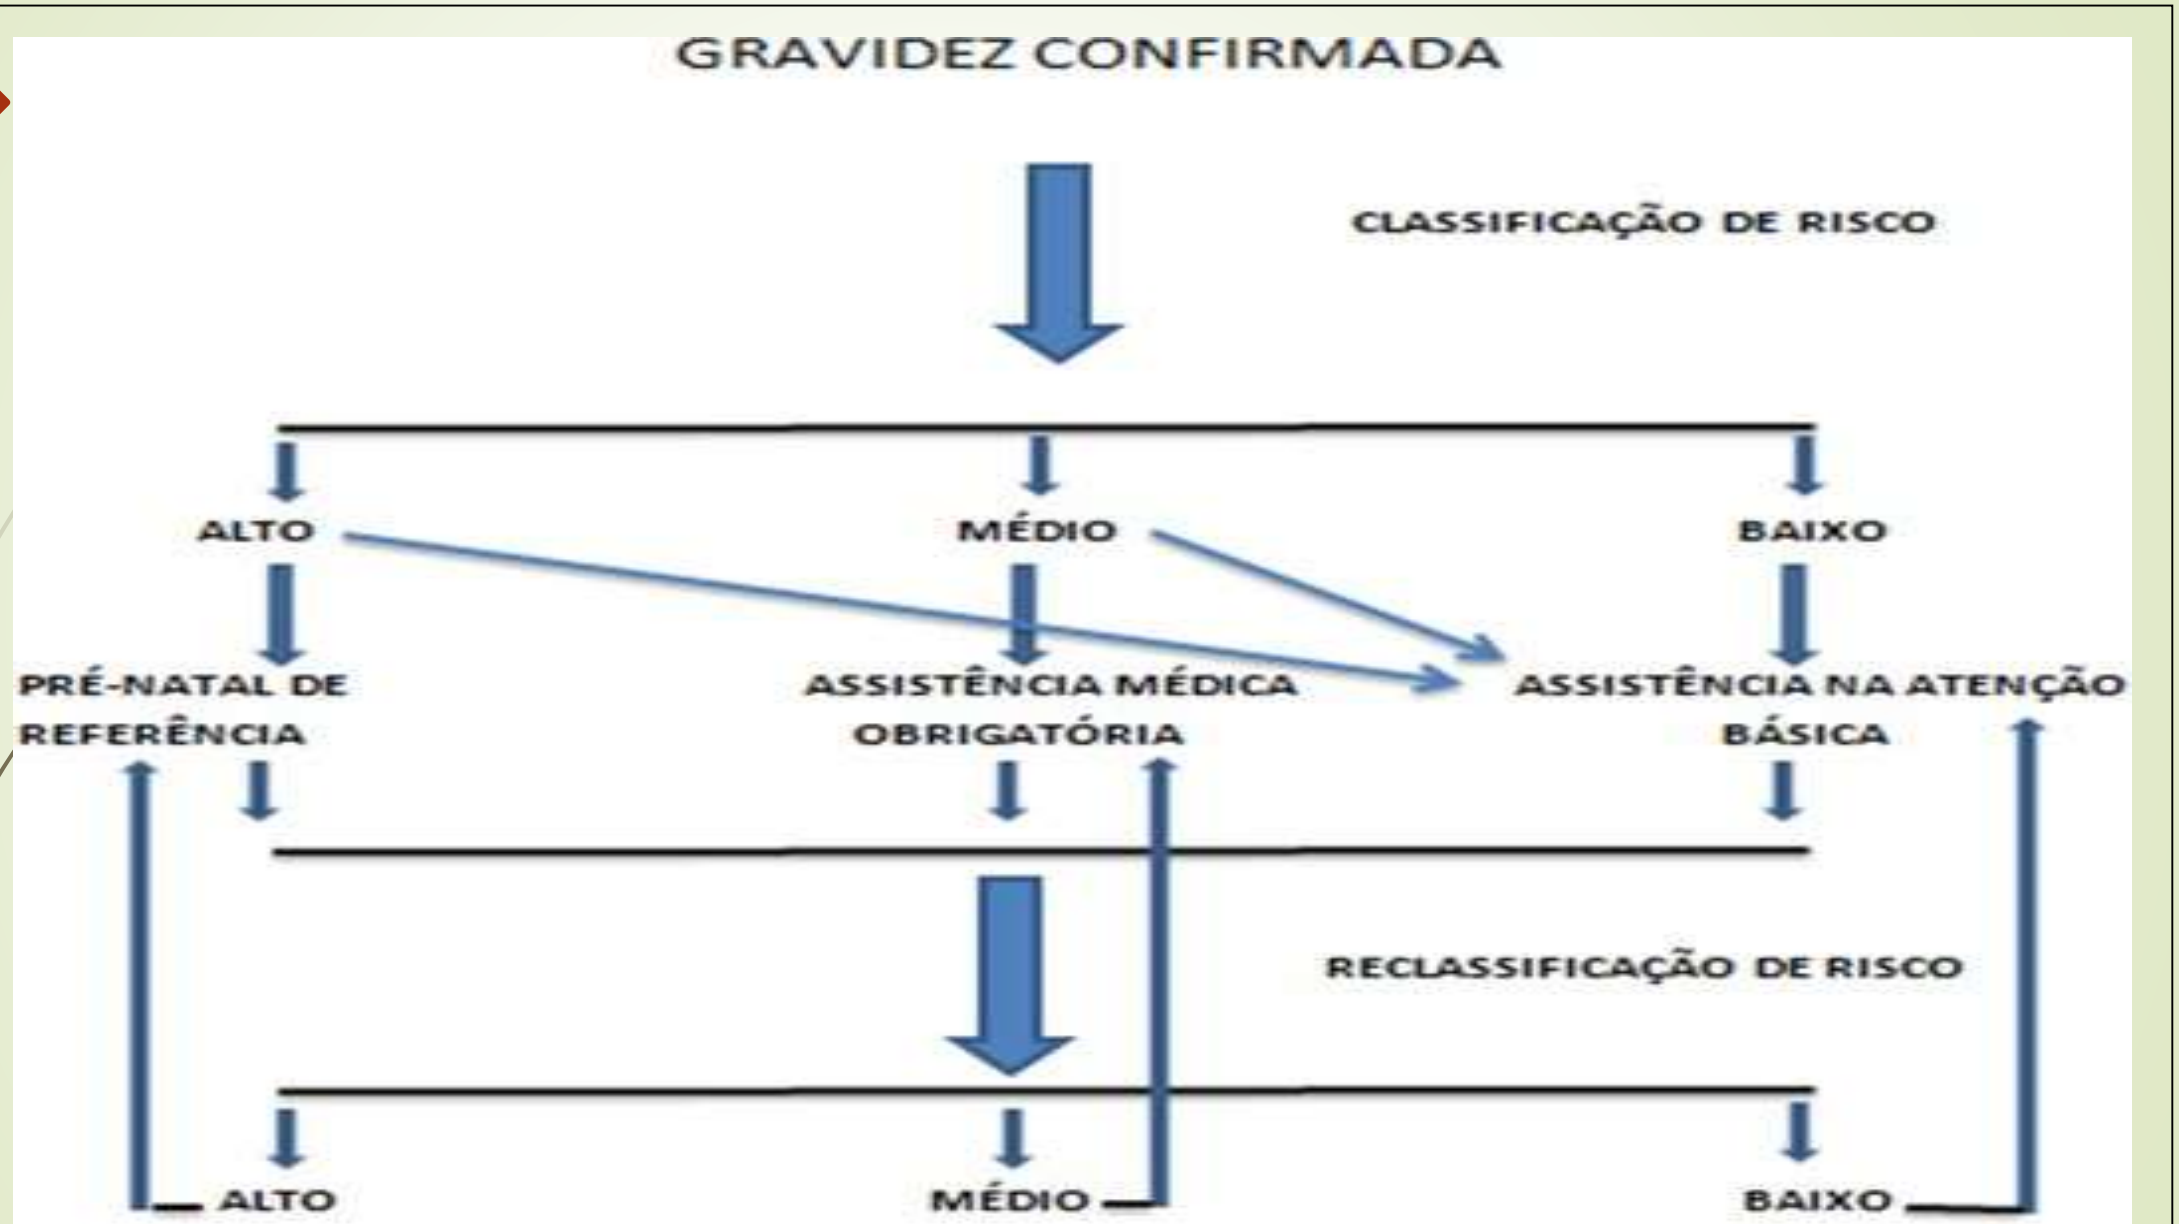 GRAVIDEZ CONFIRMADA
CLASSIFICAÇÃO DE RISCO
ALTO
MÉDIO
BAIXO
PRÉ-NATAL DE
REFERÊNCIA
ASSISTÊNCIA MÉDICA
OBRIGATÓRIA
ASSISTÊNCIA NA ATENÇÃO
BÁSICA
RECLASSIFICAÇÃO DE RISCO
ALTO
MÉDIO
BAIXO